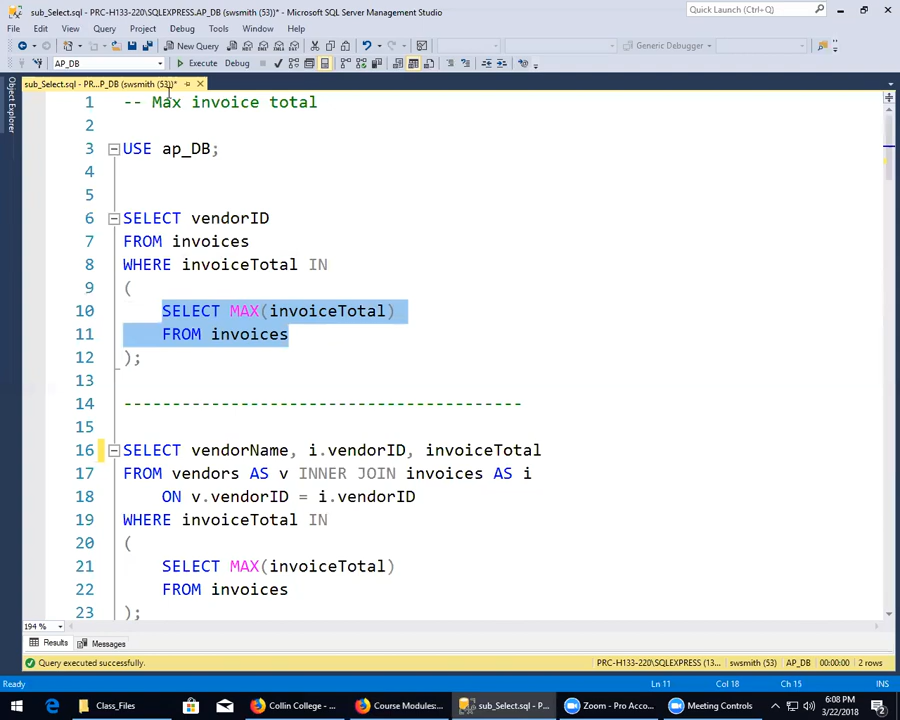 sub_Select.sql - PRC-H133-220\SQLEXPRESS.AP_DB (swsmith (53))* - Microsoft SQL Server Management Studio
Quick Launch (Ctrl+Q)
File Edit View Query Project Debug Tools Window Help
New Query
Generic Debugger
AP_DB
Execute Debug
sub_Select.sql - PR...P_DB (swsmith (53))*
Object Explorer
1 -- Max invoice total
2
3 USE ap_DB;
4
5
6 SELECT vendorID
7 FROM invoices
8 WHERE invoiceTotal IN
9 (
10 SELECT MAX(invoiceTotal)
11 FROM invoices
12 );
13
14 -----------------------------------------
15
16 SELECT vendorName, i.vendorID, invoiceTotal
17 FROM vendors AS v INNER JOIN invoices AS i
18 ON v.vendorID = i.vendorID
19 WHERE invoiceTotal IN
20 (
21 SELECT MAX(invoiceTotal)
22 FROM invoices
23 );
194 %
Results Messages
Query executed successfully.
PRC-H133-220\SQLEXPRESS (13... swsmith (53) AP_DB 00:00:00 2 rows
Ready
Ln 11 Col 18 Ch 15 INS
Class_Files
Collin College - ...
Course Modules:...
sub_Select.sql - P...
Zoom - Pro Acco...
Meeting Controls
6:08 PM
3/22/2018
2